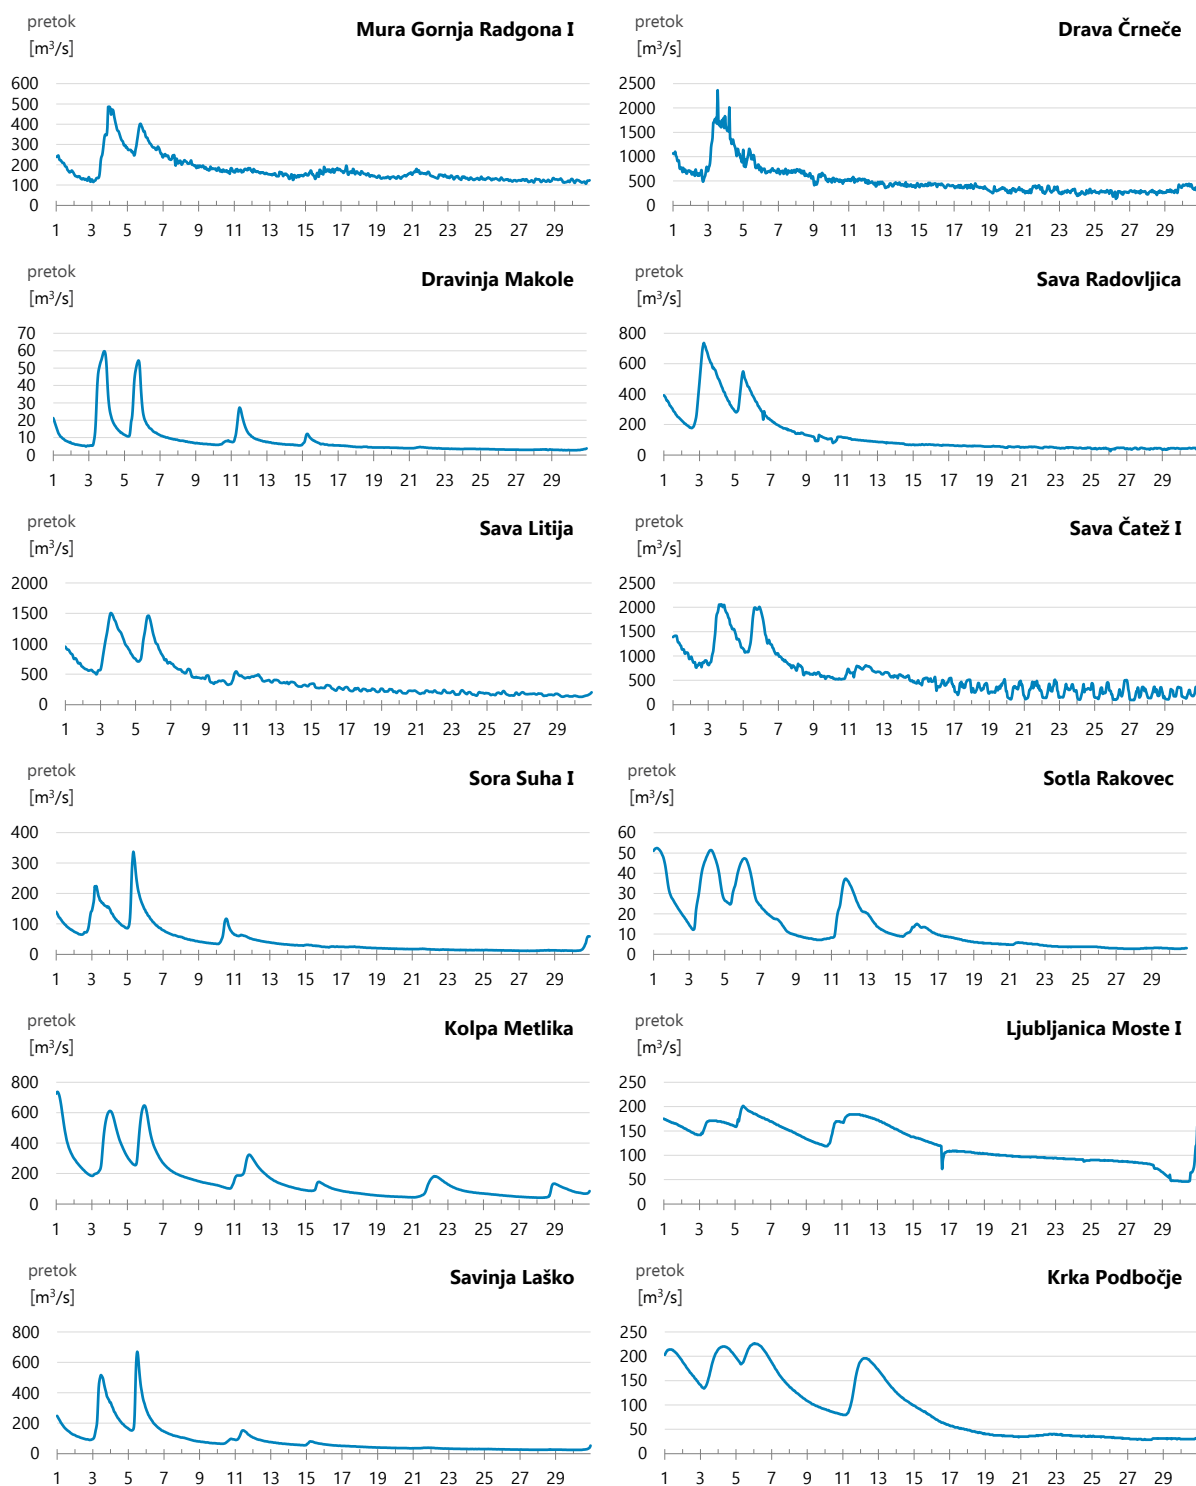 pretok
[m³/s]
Mura Gornja Radgona I
600
500
400
300
200
100
0
1 3 5 7 9 11 13 15 17 19 21 23 25 27 29
pretok
[m³/s]
Drava Črneče
2500
2000
1500
1000
500
0
1 3 5 7 9 11 13 15 17 19 21 23 25 27 29
pretok
[m³/s]
Dravinja Makole
70
60
50
40
30
20
10
0
1 3 5 7 9 11 13 15 17 19 21 23 25 27 29
pretok
[m³/s]
Sava Radovljica
800
600
400
200
0
1 3 5 7 9 11 13 15 17 19 21 23 25 27 29
pretok
[m³/s]
Sava Litija
2000
1500
1000
500
0
1 3 5 7 9 11 13 15 17 19 21 23 25 27 29
pretok
[m³/s]
Sava Čatež I
2500
2000
1500
1000
500
0
1 3 5 7 9 11 13 15 17 19 21 23 25 27 29
pretok
[m³/s]
Sora Suha I
400
300
200
100
0
1 3 5 7 9 11 13 15 17 19 21 23 25 27 29
pretok
[m³/s]
Sotla Rakovec
60
50
40
30
20
10
0
1 3 5 7 9 11 13 15 17 19 21 23 25 27 29
pretok
[m³/s]
Kolpa Metlika
800
600
400
200
0
1 3 5 7 9 11 13 15 17 19 21 23 25 27 29
pretok
[m³/s]
Ljubljanica Moste I
250
200
150
100
50
0
1 3 5 7 9 11 13 15 17 19 21 23 25 27 29
pretok
[m³/s]
Savinja Laško
800
600
400
200
0
1 3 5 7 9 11 13 15 17 19 21 23 25 27 29
pretok
[m³/s]
Krka Podbočje
250
200
150
100
50
0
1 3 5 7 9 11 13 15 17 19 21 23 25 27 29